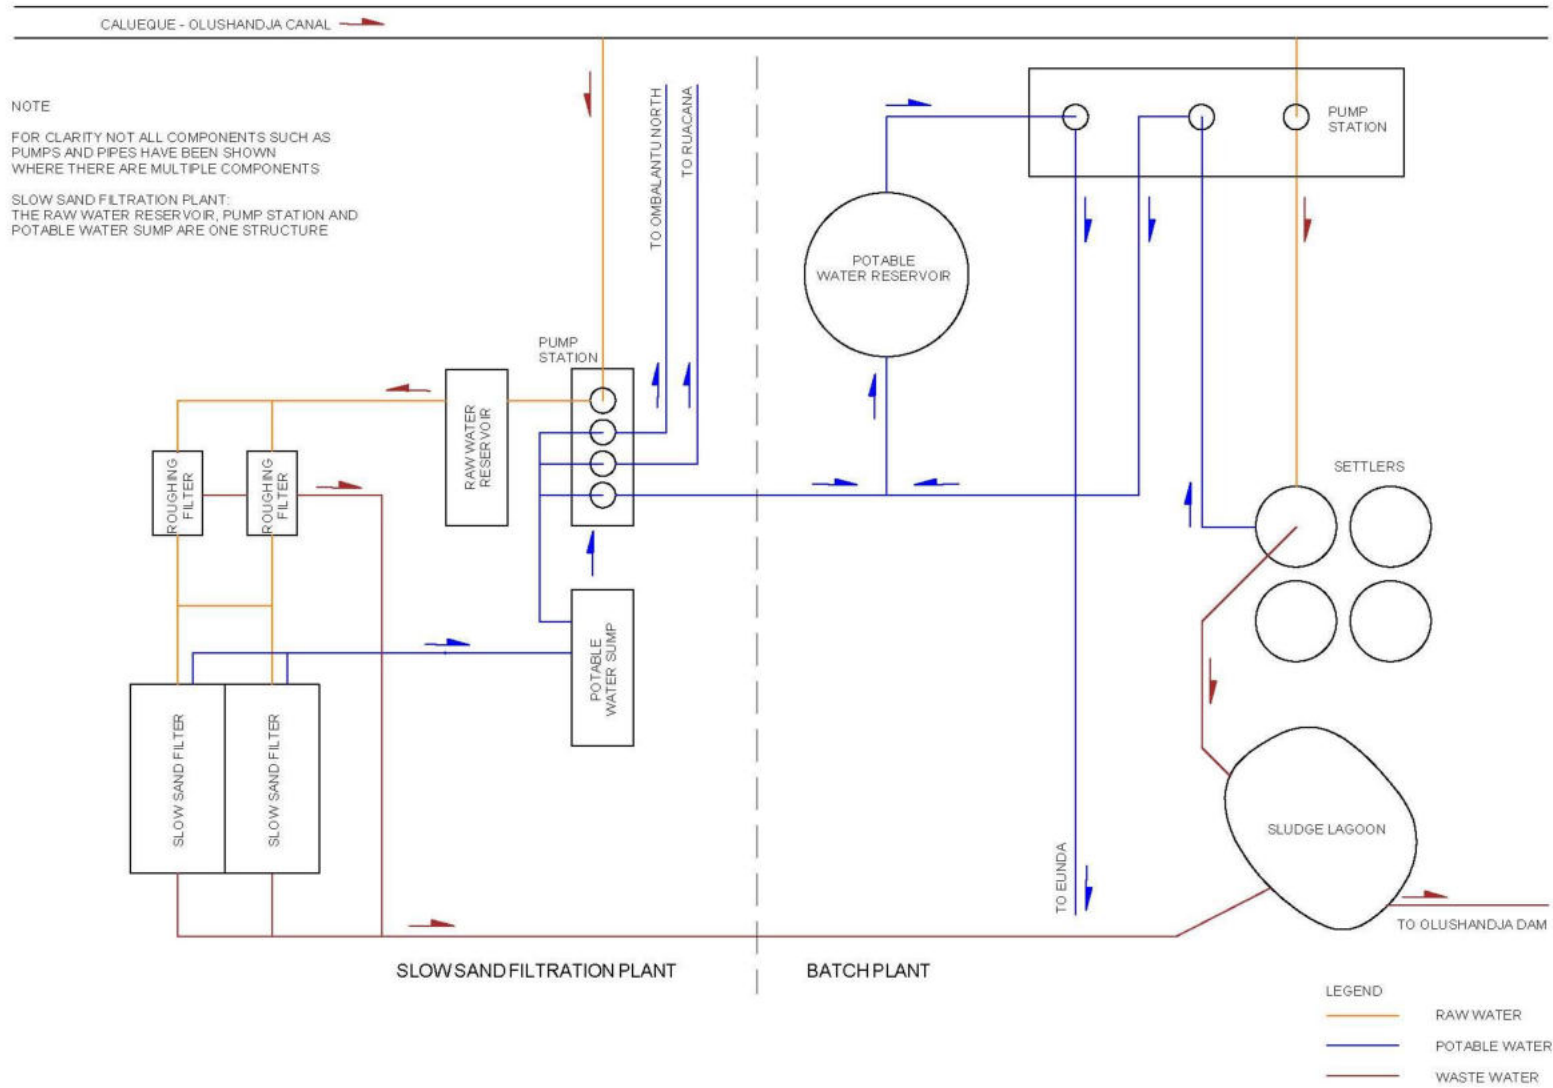 CALUEQUE - OLUSHANDJA CANAL
NOTE
FOR CLARITY NOT ALL COMPONENTS SUCH AS
PUMPS AND PIPES HAVE BEEN SHOWN
WHERE THERE ARE MULTIPLE COMPONENTS
SLOW SAND FILTRATION PLANT:
THE RAW WATER RESERVOIR, PUMP STATION AND
POTABLE WATER SUMP ARE ONE STRUCTURE
TO OMBALANTU NORTH
TO RUACANA
PUMP
STATION
POTABLE
WATER RESERVOIR
PUMP
STATION
RAW WATER
RESERVOIR
ROUGHING
FILTER
ROUGHING
FILTER
SETTLERS
POTABLE
WATER SUMP
SLOW SAND FILTER
SLOW SAND FILTER
SLUDGE LAGOON
TO EUNDA
TO OLUSHANDJA DAM
SLOW SAND FILTRATION PLANT
BATCH PLANT
LEGEND
RAW WATER
POTABLE WATER
WASTE WATER